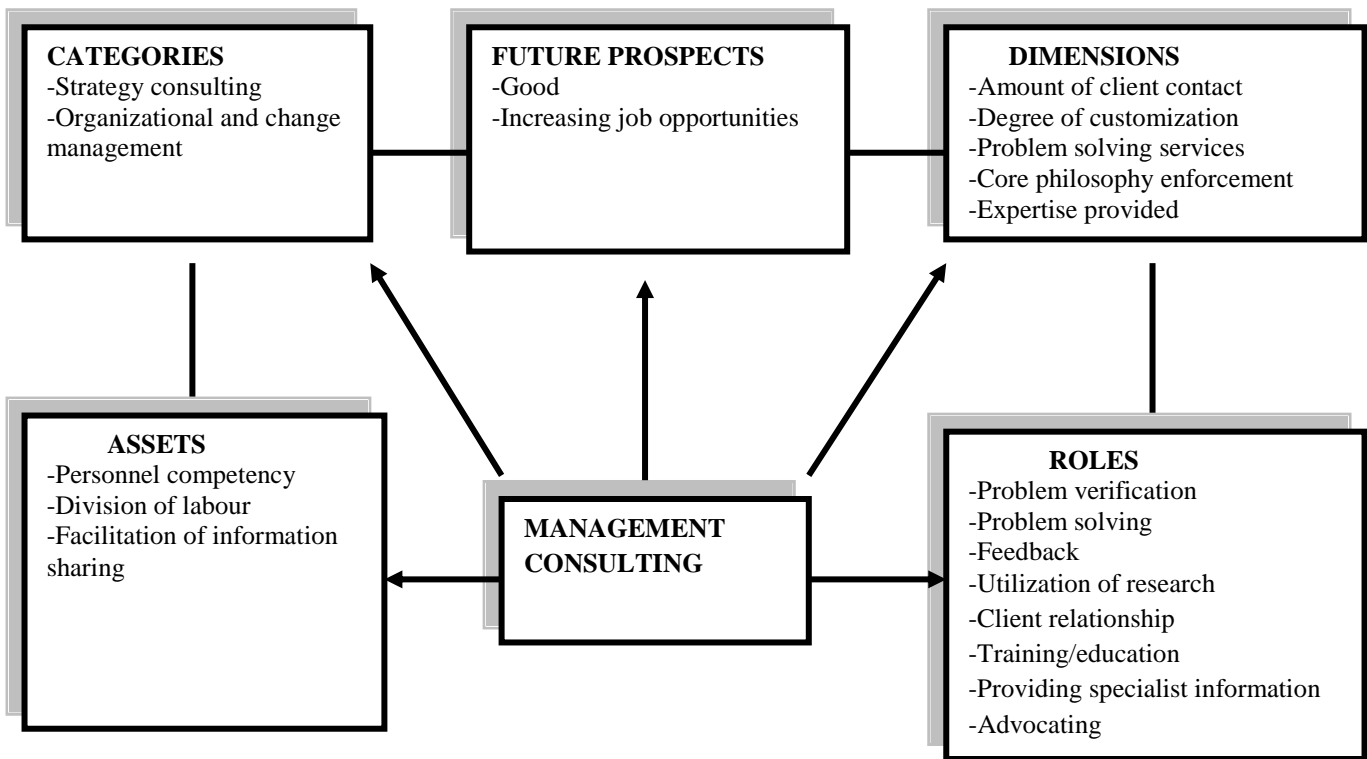 CATEGORIES
-Strategy consulting
-Organizational and change
management
FUTURE PROSPECTS
-Good
-Increasing job opportunities
DIMENSIONS
-Amount of client contact
-Degree of customization
-Problem solving services
-Core philosophy enforcement
-Expertise provided
ASSETS
-Personnel competency
-Division of labour
-Facilitation of information
sharing
MANAGEMENT
CONSULTING
ROLES
-Problem verification
-Problem solving
-Feedback
-Utilization of research
-Client relationship
-Training/education
-Providing specialist information
-Advocating